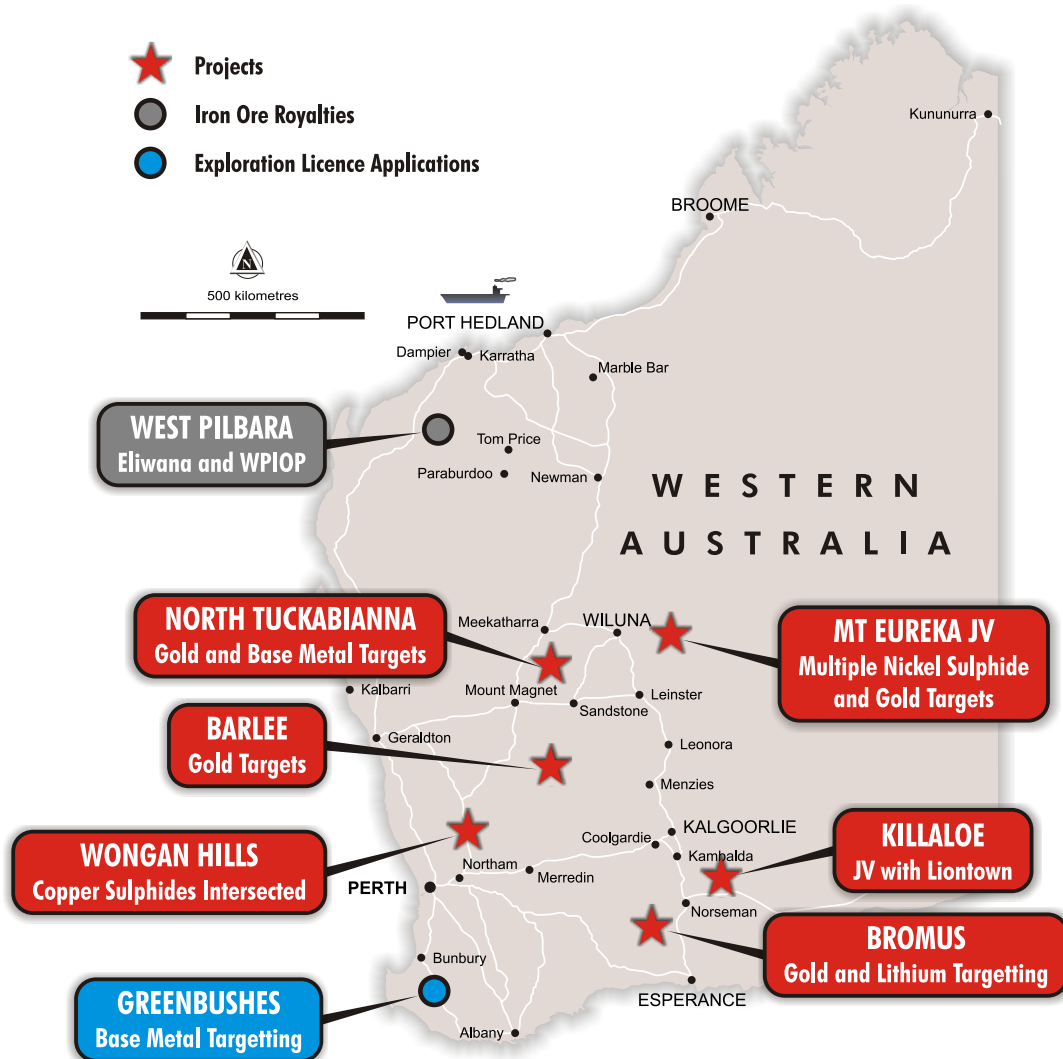 Projects
Iron Ore Royalties
Exploration Licence Applications
N
500 kilometres
Kununurra
BROOME
PORT HEDLAND
Dampier
Karratha
Marble Bar
WEST PILBARA
Eliwana and WPIOP
Tom Price
Paraburdoo
Newman
WESTERN
AUSTRALIA
NORTH TUCKABIANNA
Gold and Base Metal Targets
Meekatharra
WILUNA
MT EUREKA JV
Multiple Nickel Sulphide
and Gold Targets
Kalbarri
Mount Magnet
Sandstone
Leinster
BARLEE
Gold Targets
Geraldton
Leonora
Menzies
WONGAN HILLS
Copper Sulphides Intersected
Coolgardie
KALGOORLIE
Kambalda
KILLALOE
JV with Liontown
Northam
Merredin
PERTH
Norseman
BROMUS
Gold and Lithium Targetting
Bunbury
ESPERANCE
GREENBUSHES
Base Metal Targetting
Albany